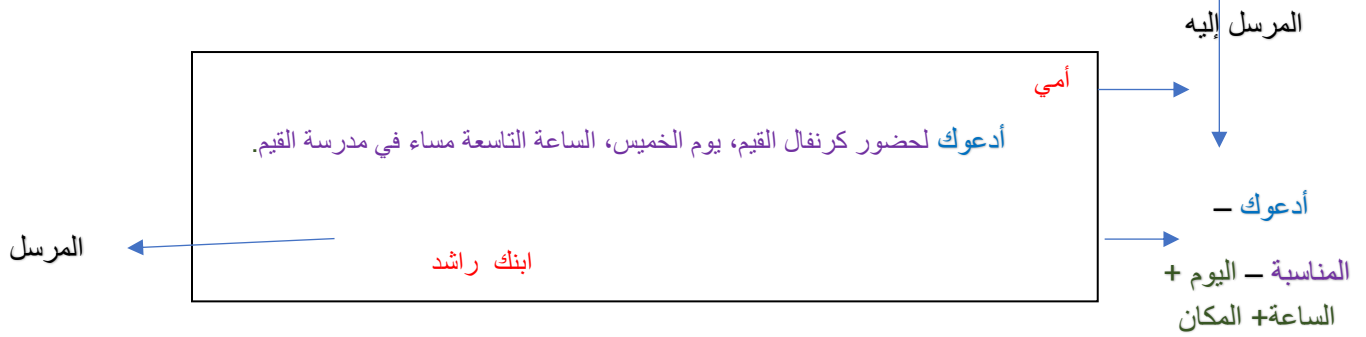 المرسل إليه
أمي
أدعوك لحضور كرنفال القيم، يوم الخميس، الساعة التاسعة مساء في مدرسة القيم.
أدعوك –
المرسل
ابنك راشد
المناسبة – اليوم +
الساعة+ المكان